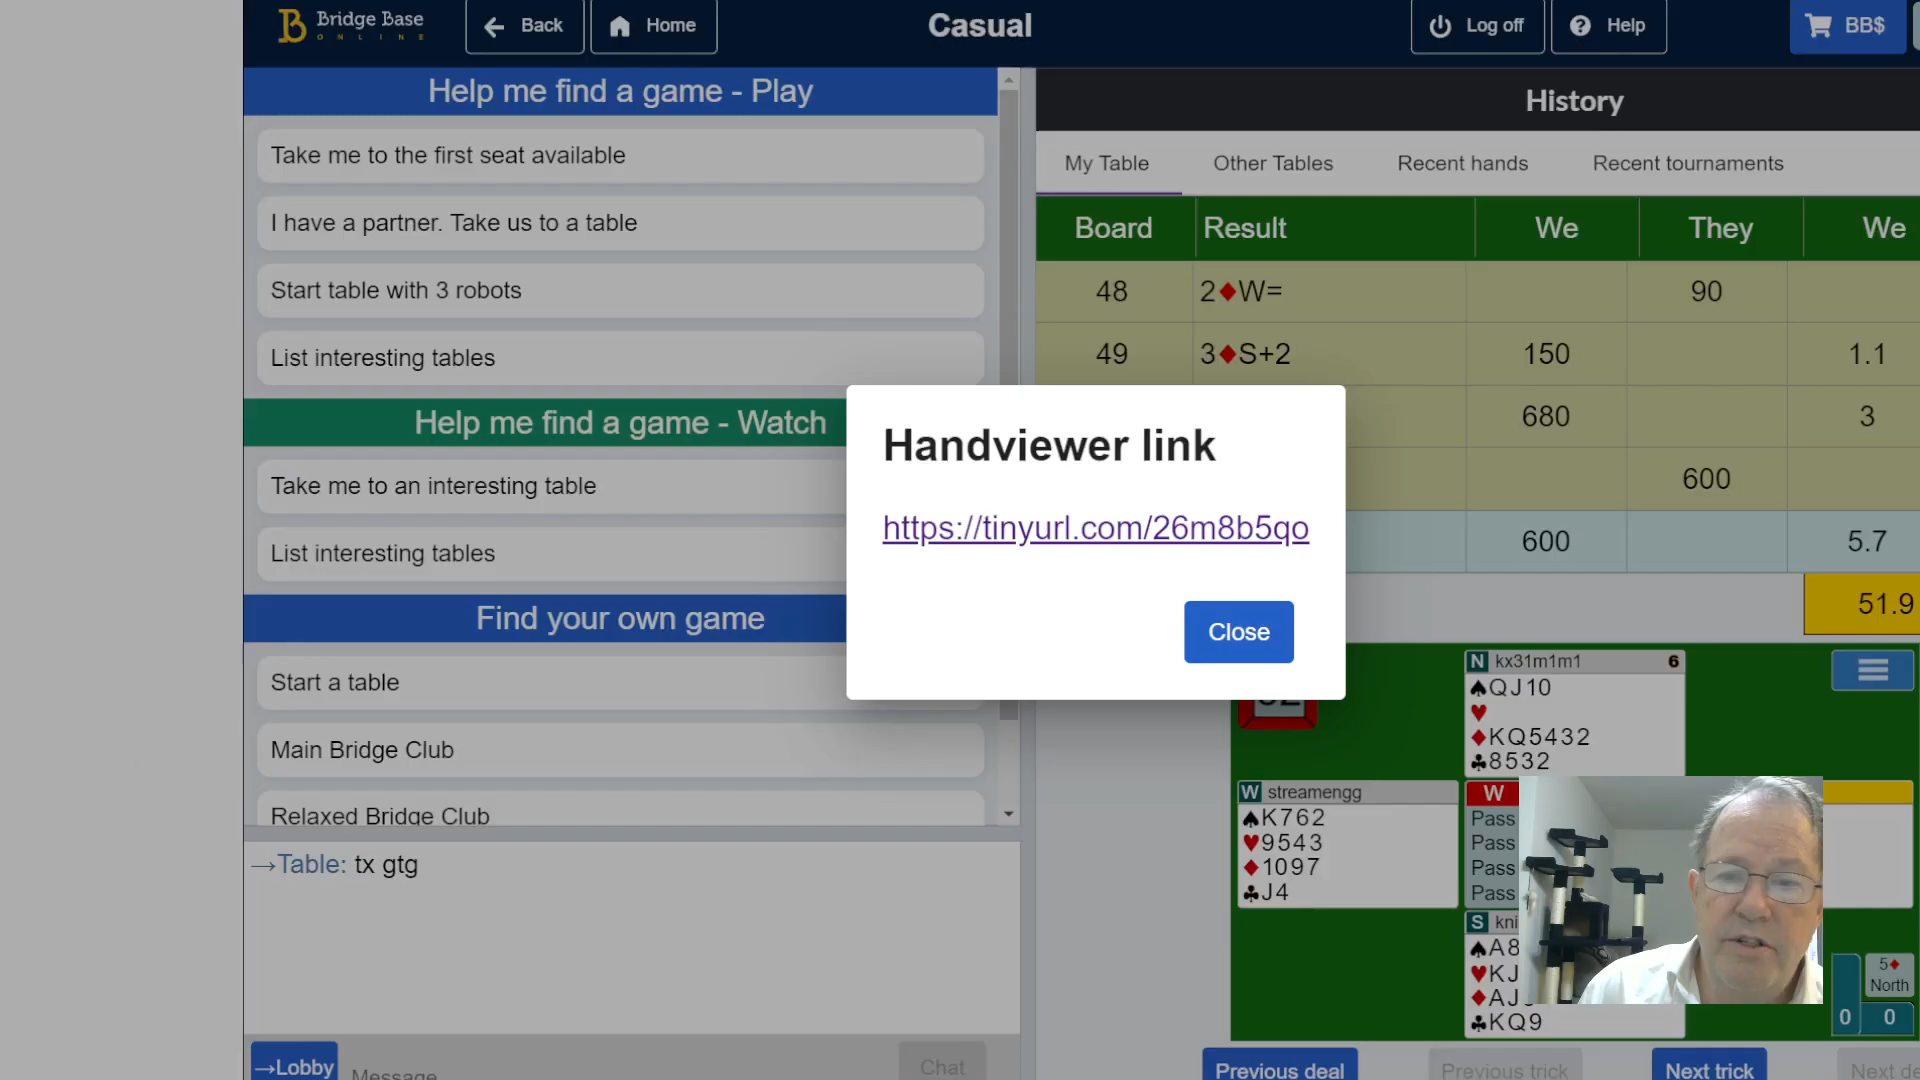 Bridge Base
ONLINE
Back
Home
Casual
Log off
Help
BB$
Help me find a game - Play
Take me to the first seat available
I have a partner. Take us to a table
Start table with 3 robots
List interesting tables
Help me find a game - Watch
Take me to an interesting table
List interesting tables
Find your own game
Start a table
Main Bridge Club
Relaxed Bridge Club
→Table: tx gtg
→Lobby
Message
Chat
History
My Table Other Tables Recent hands Recent tournaments
Board Result We They We
48 2♦W= 90
49 3♦S+2 150 1.1
680 3
600
600 5.7
51.9
Handviewer link
https://tinyurl.com/26m8b5qo
Close
N kx31m1m1 6
♠QJ10
♥
♦KQ5432
♣8532
W streamengg
♠K762
♥9543
♦1097
♣J4
W
Pass
Pass
Pass
Pass
S kni
♠A8
♥KJ
♦AJ
♣KQ9
5♦
North
0 0
Previous deal
Previous trick
Next trick
Next de